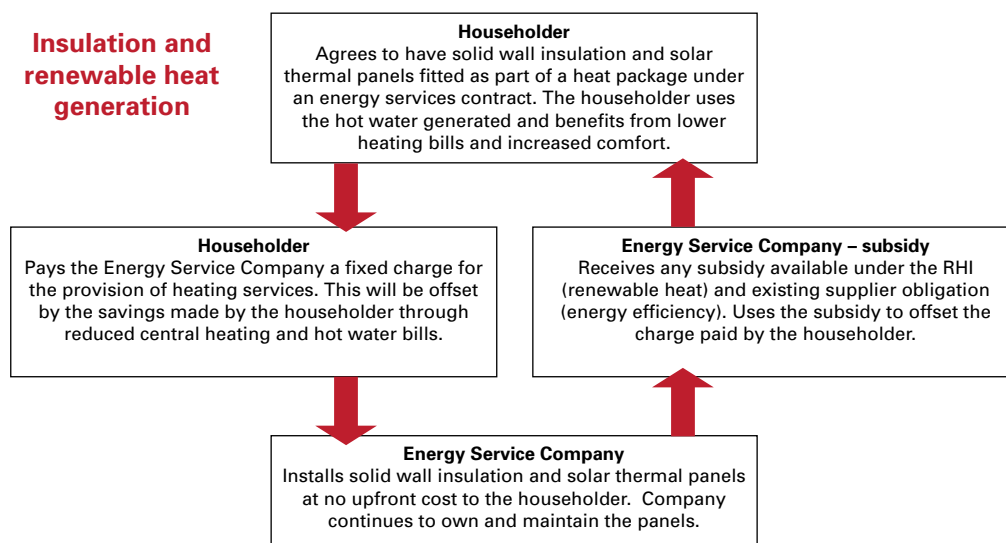 Insulation and
renewable heat
generation
Householder
Agrees to have solid wall insulation and solar
thermal panels fitted as part of a heat package under
an energy services contract. The householder uses
the hot water generated and benefits from lower
heating bills and increased comfort.
Householder
Pays the Energy Service Company a fixed charge for
the provision of heating services. This will be offset
by the savings made by the householder through
reduced central heating and hot water bills.
Energy Service Company – subsidy
Receives any subsidy available under the RHI
(renewable heat) and existing supplier obligation
(energy efficiency). Uses the subsidy to offset the
charge paid by the householder.
Energy Service Company
Installs solid wall insulation and solar thermal panels
at no upfront cost to the householder.  Company
continues to own and maintain the panels.